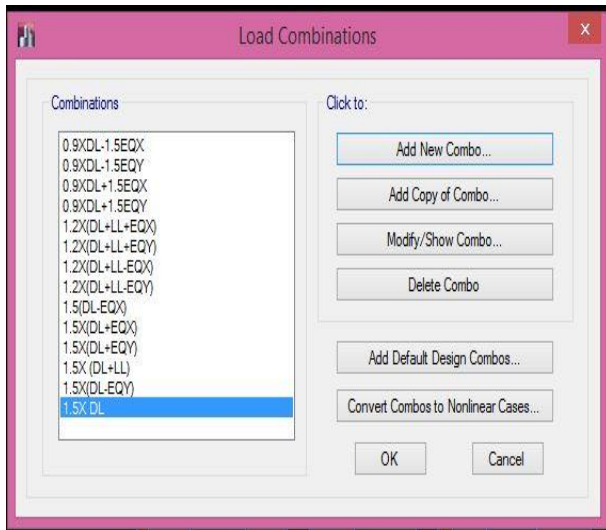 Load Combinations
x
Combinations
0.9XDL-1.5EQX
0.9XDL-1.5EQY
0.9XDL+1.5EQX
0.9XDL+1.5EQY
1.2X(DL+LL+EQX)
1.2X(DL+LL+EQY)
1.2X(DL+LL-EQX)
1.2X(DL+LL-EQY)
1.5(DL-EQX)
1.5X(DL+EQX)
1.5X(DL+EQY)
1.5X (DL+LL)
1.5X(DL-EQY)
1.5X DL
Click to:
Add New Combo...
Add Copy of Combo...
Modify/Show Combo...
Delete Combo
Add Default Design Combos...
Convert Combos to Nonlinear Cases...
OK Cancel